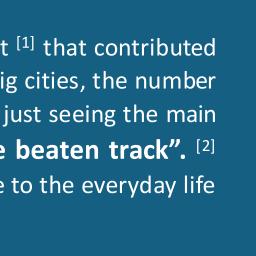 t [1] that contributed
ig cities, the number
just seeing the main
e beaten track”. [2]
e to the everyday life